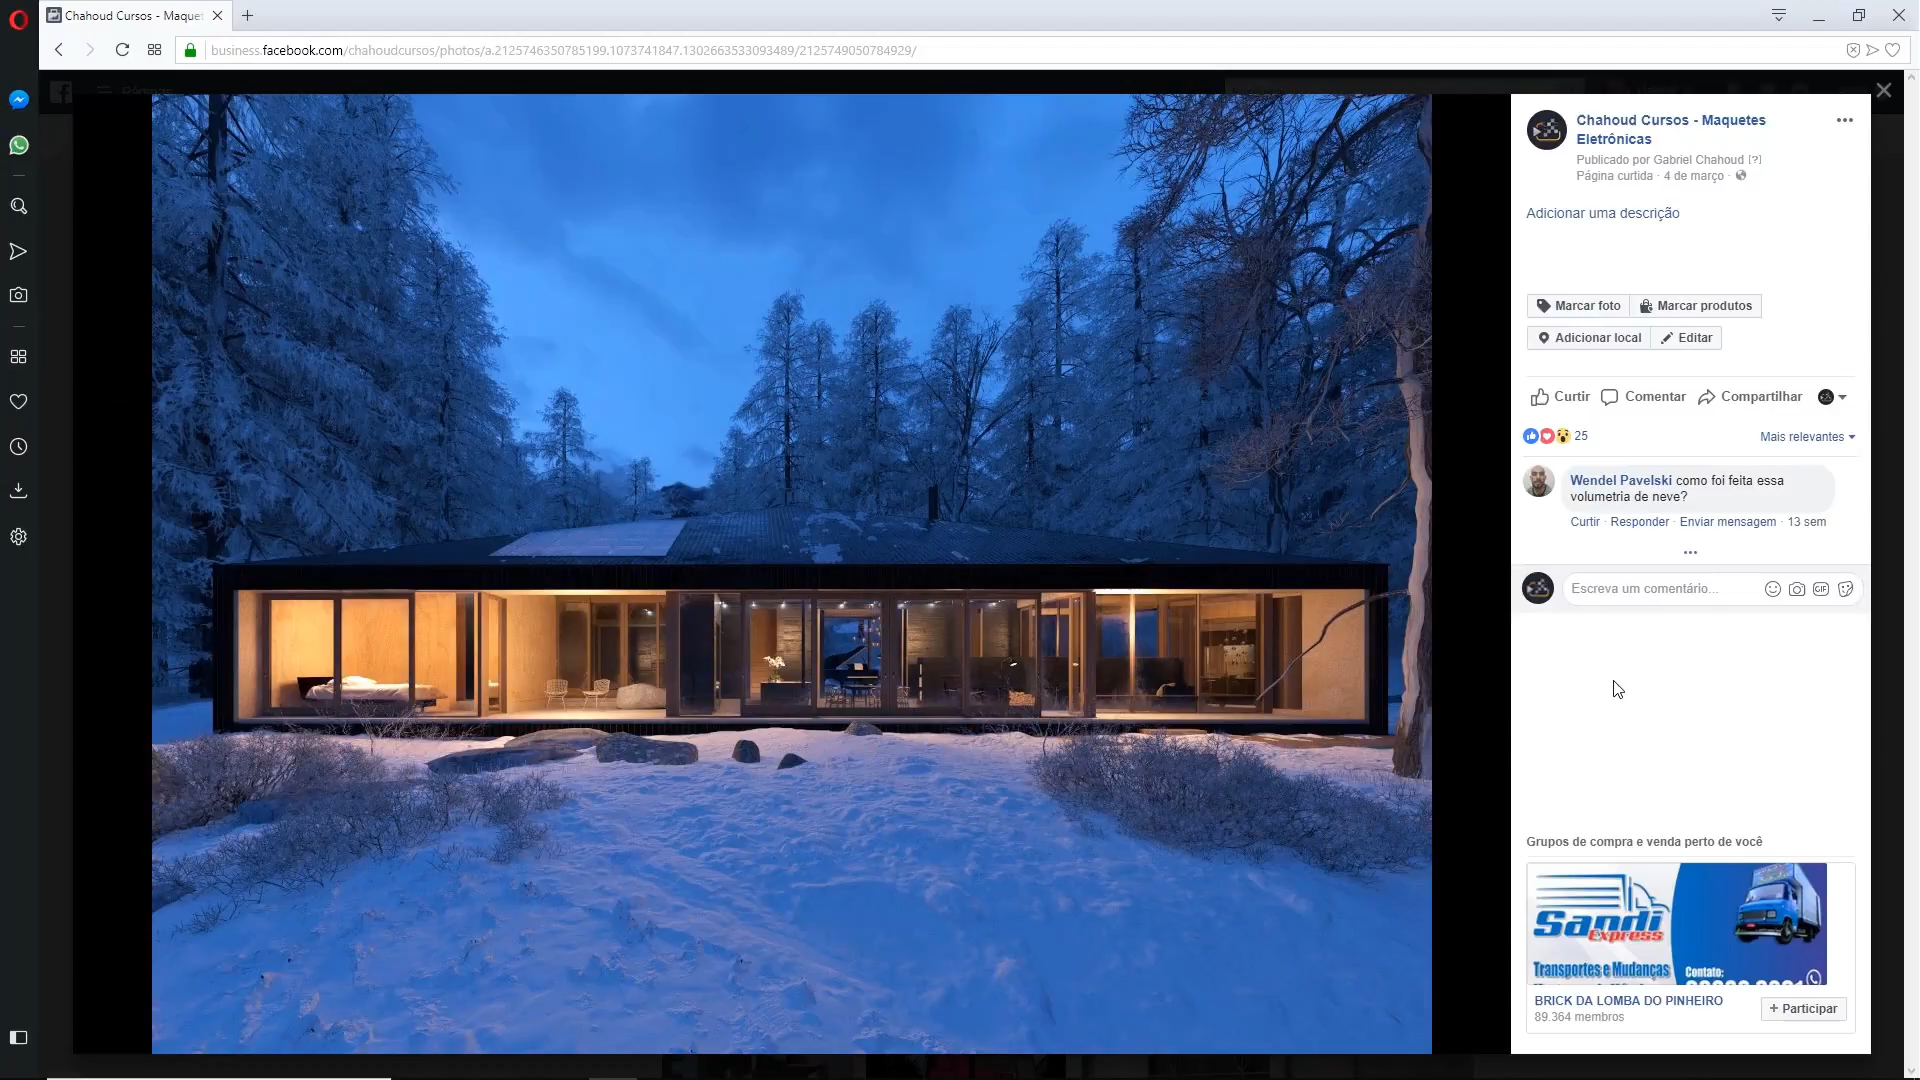 Chahoud Cursos - Maquet
business.facebook.com/chahoudcursos/photos/a.2125746350785199.1073741847.1302663533093489/2125749050784929/
Páginas
Chahoud Cursos - Maquetes
Eletrônicas
Publicado por Gabriel Chahoud [?]
Página curtida · 4 de março ·
Adicionar uma descrição
Marcar foto
Marcar produtos
Adicionar local
Editar
Curtir
Comentar
Compartilhar
25
Mais relevantes
Wendel Pavelski como foi feita essa
volumetria de neve?
Curtir · Responder · Enviar mensagem · 13 sem
Escreva um comentário...
GIF
Grupos de compra e venda perto de você
Sandi
Express
Transportes e Mudanças
Contato:
BRICK DA LOMBA DO PINHEIRO
89.364 membros
+ Participar